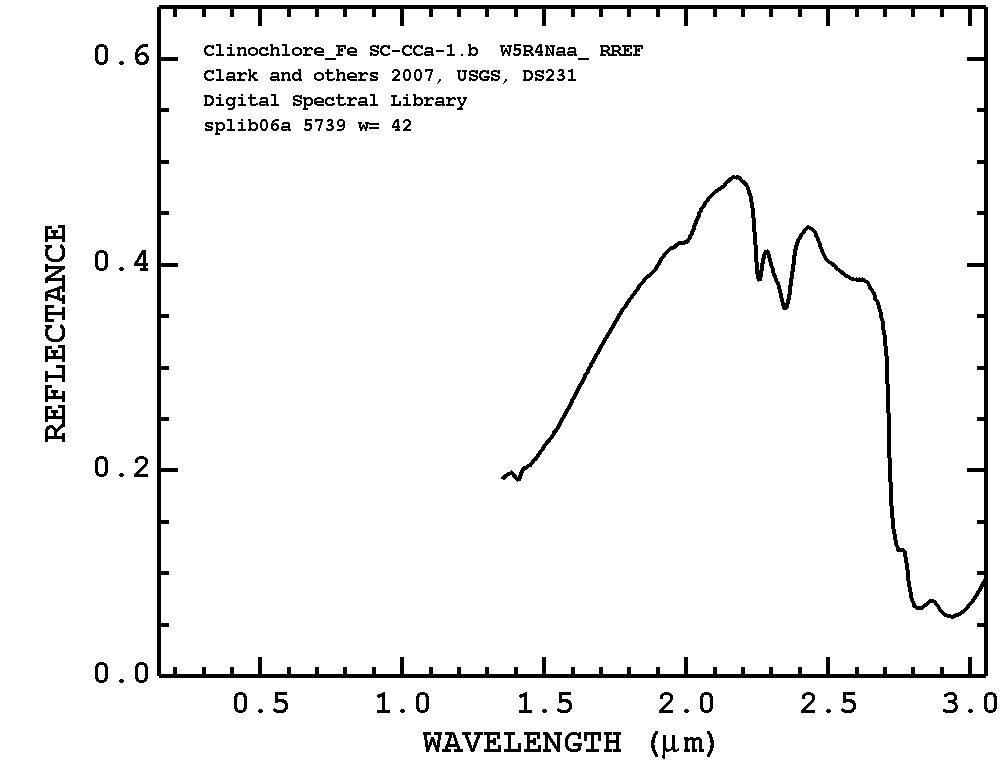 Clinochlore_Fe SC-CCa-1.b  W5R4Naa_ RREF
Clark and others 2007, USGS, DS231
Digital Spectral Library
splib06a 5739 w= 42
0.6
0.4
0.2
0.0
REFLECTANCE
0.5 1.0 1.5 2.0 2.5 3.0
WAVELENGTH (μm)